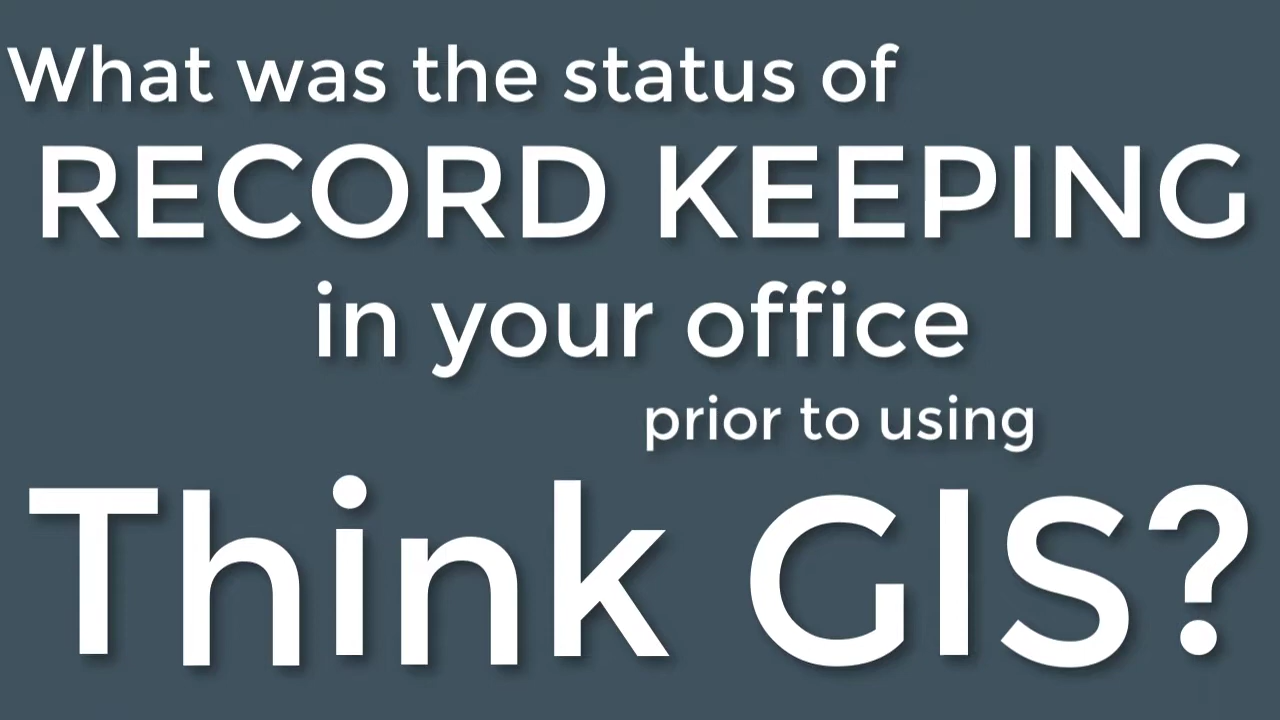 What was the status of
RECORD KEEPING
in your office
prior to using
Think GIS?